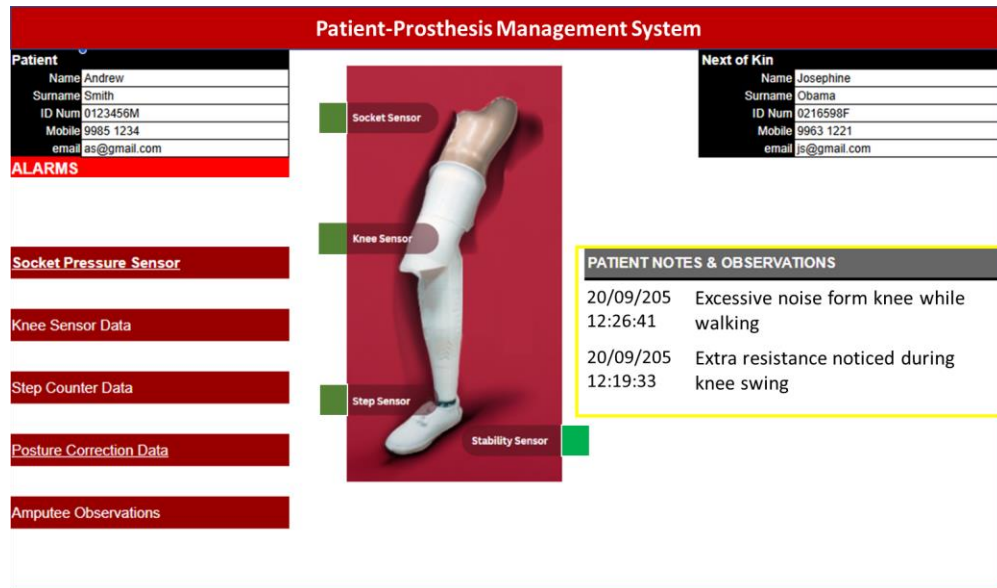 Patient-Prosthesis Management System
Patient
Name Andrew
Surname Smith
ID Num 0123456M
Mobile 9985 1234
email as@gmail.com
ALARMS
Next of Kin
Name Josephine
Surname Obama
ID Num 0216598F
Mobile 9963 1221
email js@gmail.com
Socket Pressure Sensor
Knee Sensor Data
Step Counter Data
Posture Correction Data
Amputee Observations
Socket Sensor
Knee Sensor
Step Sensor
Stability Sensor
PATIENT NOTES & OBSERVATIONS
20/09/205 Excessive noise form knee while
12:26:41 walking
20/09/205 Extra resistance noticed during
12:19:33 knee swing